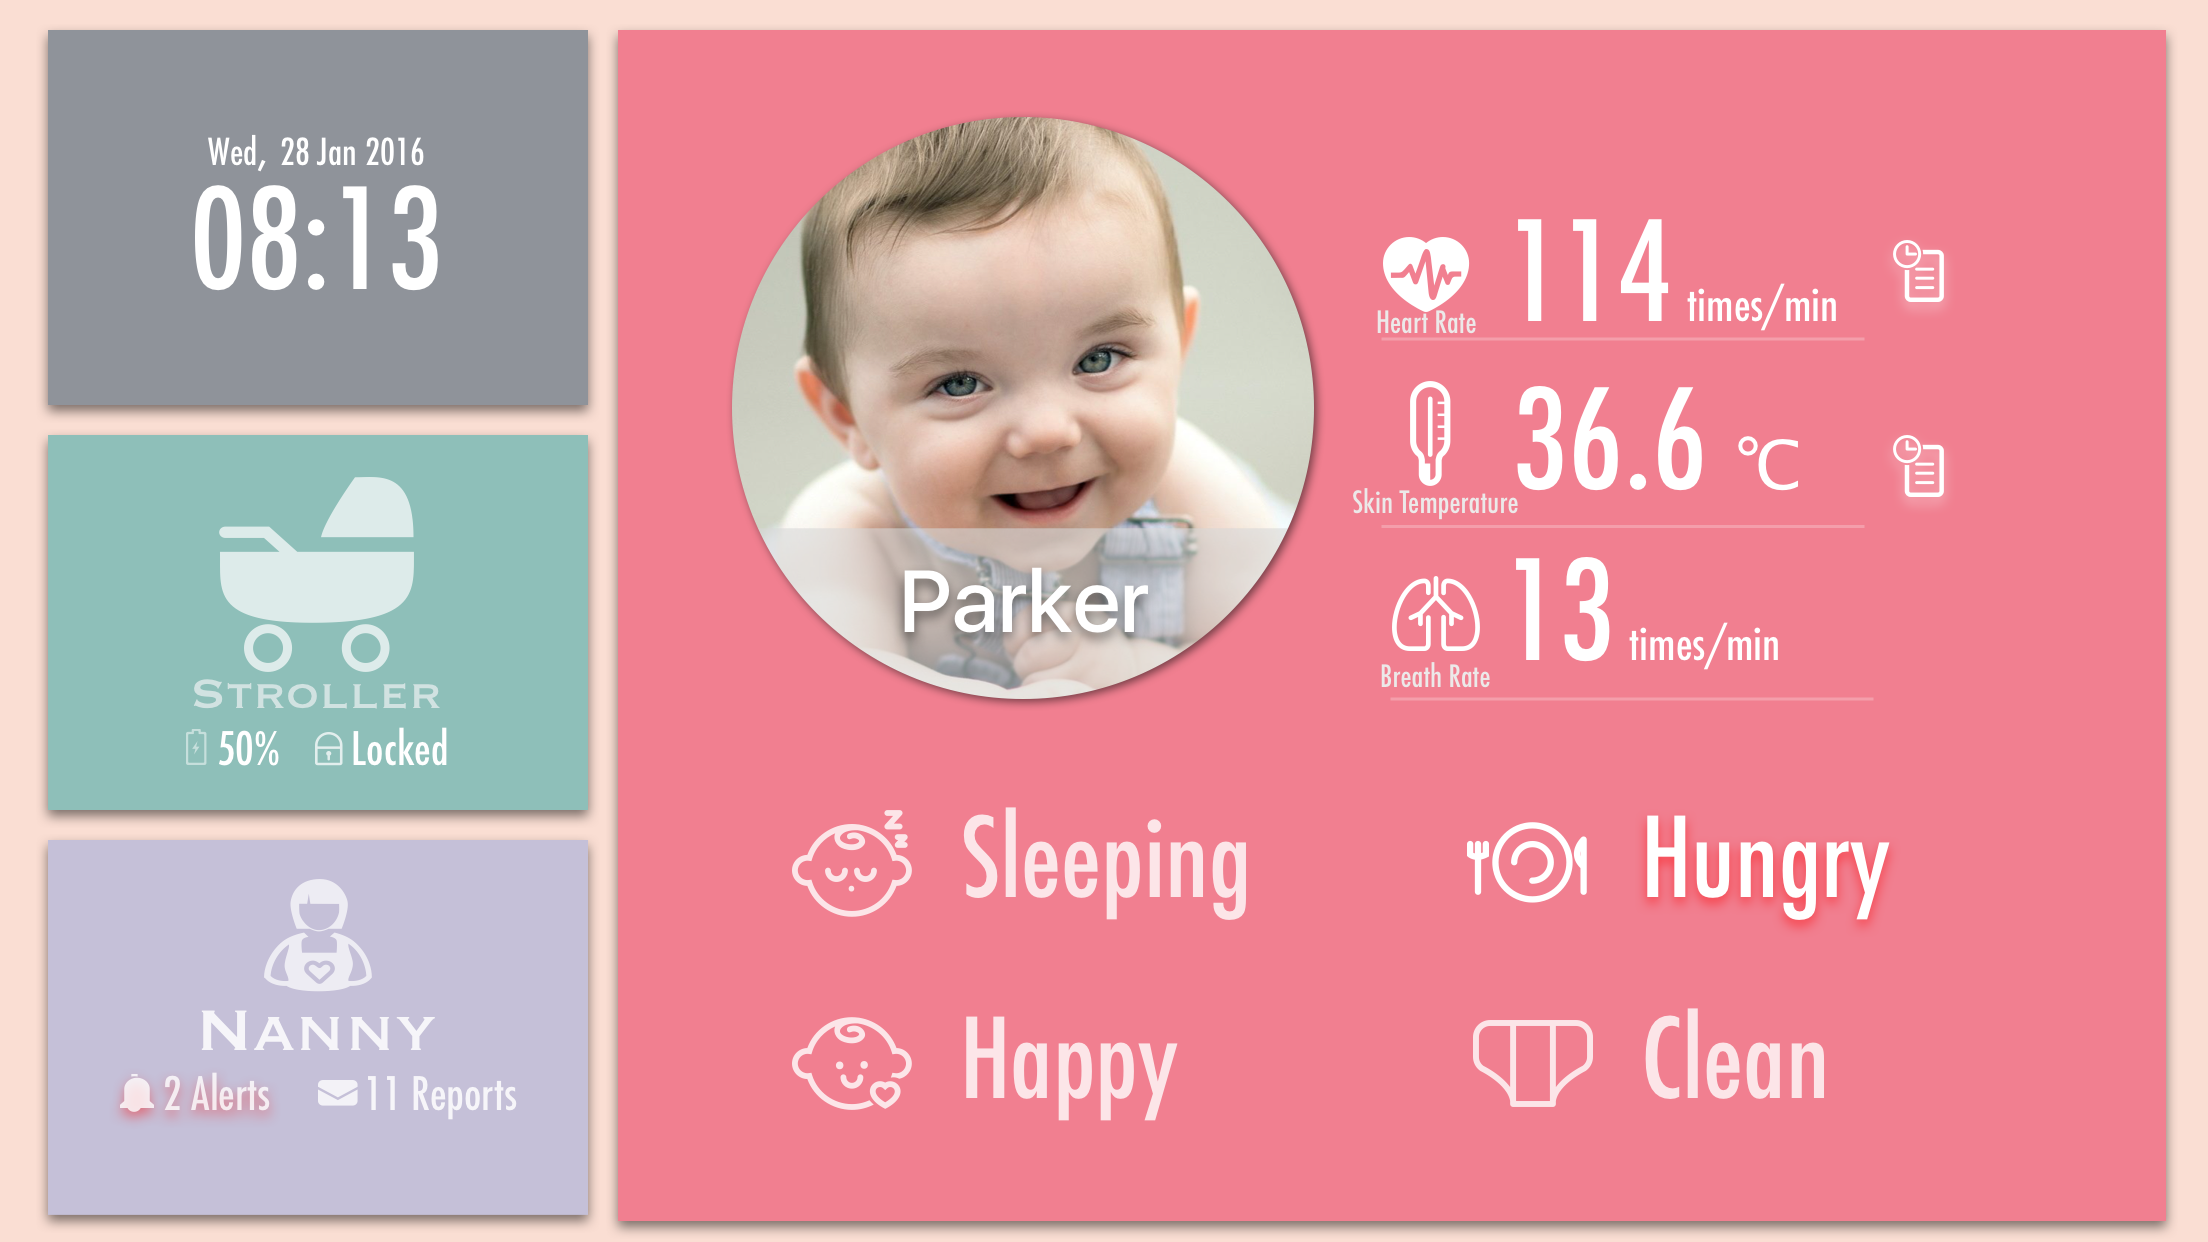 Wed, 28 Jan 2016
08:13
STROLLER
50% Locked
NANNY
2 Alerts 11 Reports
Parker
114 times/min
Heart Rate
36.6 °C
Skin Temperature
13 times/min
Breath Rate
z z
Sleeping
Hungry
Happy
Clean